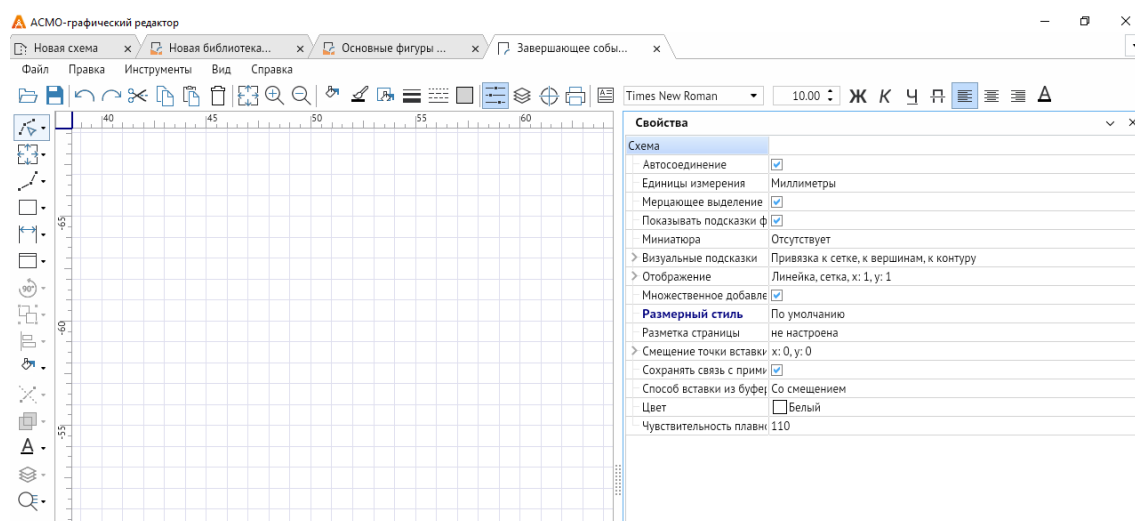 АСМО-графический редактор
Новая схема x Новая библиотека... x Основные фигуры ... x Завершающее собы... x
Файл Правка Инструменты Вид Справка
Times New Roman 10.00 Ж К Ч П A
40 45 50 55 60
Свойства
Схема
Автосоединение
Единицы измерения Миллиметры
Мерцающее выделение
Показывать подсказки ф
Миниатюра Отсутствует
Визуальные подсказки Привязка к сетке, к вершинам, к контуру
Отображение Линейка, сетка, x: 1, y: 1
Множественное добавле
Размерный стиль По умолчанию
Разметка страницы не настроена
Смещение точки вставки x: 0, y: 0
Сохранять связь с прими
Способ вставки из буфер Со смещением
Цвет Белый
Чувствительность плавн 110
-65
90°
-60
-55
A